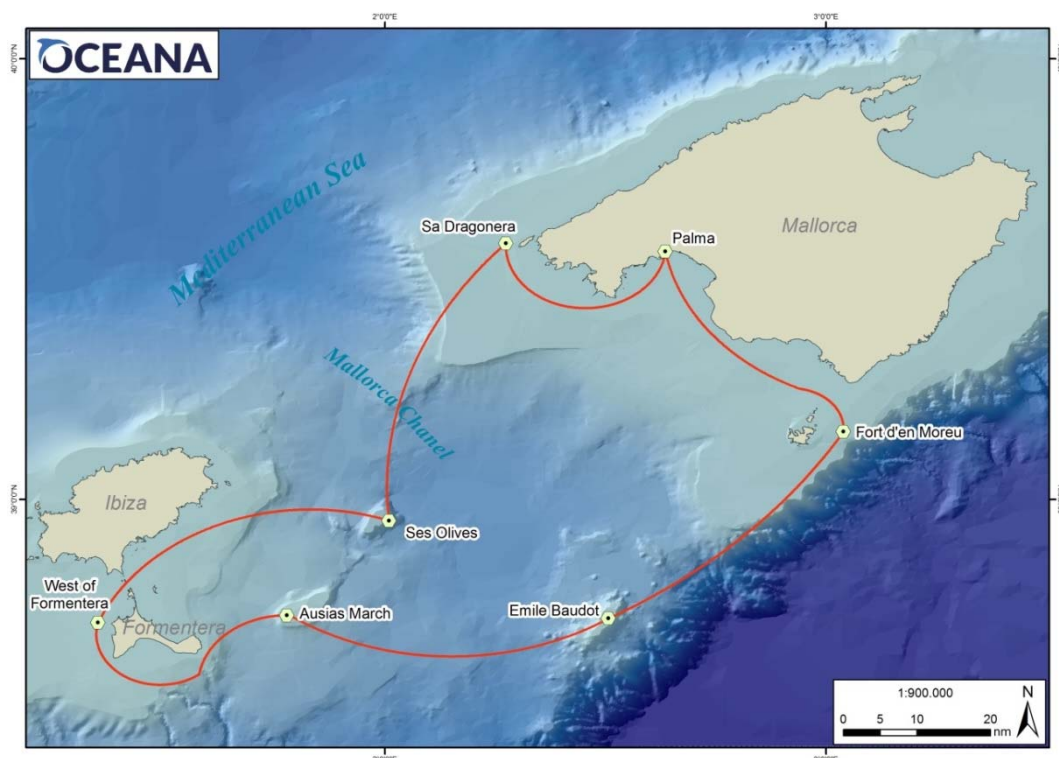 2°0'0"E
3°0'0"E
OCEANA
40°0'0"N
Mediterranean Sea
Sa Dragonera
Palma
Mallorca
Mallorca Chanel
Fort d'en Moreu
39°0'0"N
Ibiza
Ses Olives
West of
Formentera
Formentera
Ausias March
Emile Baudot
1:900.000
N
0 5 10 20
nm